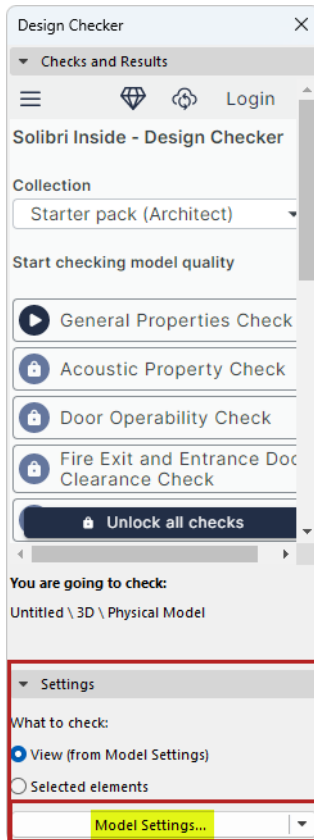 Design Checker
Checks and Results
Login
Solibri Inside - Design Checker
Collection
Starter pack (Architect)
Start checking model quality
General Properties Check
Acoustic Property Check
Door Operability Check
Fire Exit and Entrance Doo
Clearance Check
Unlock all checks
You are going to check:
Untitled \ 3D \ Physical Model
Settings
What to check:
View (from Model Settings)
Selected elements
Model Settings...